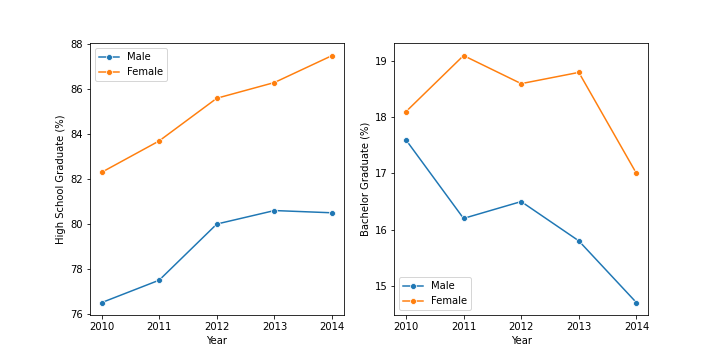 88
86
84
82
80
78
76
High School Graduate (%)
Male
Female
2010 2011 2012 2013 2014
Year
19
18
17
16
15
Bachelor Graduate (%)
Male
Female
2010 2011 2012 2013 2014
Year